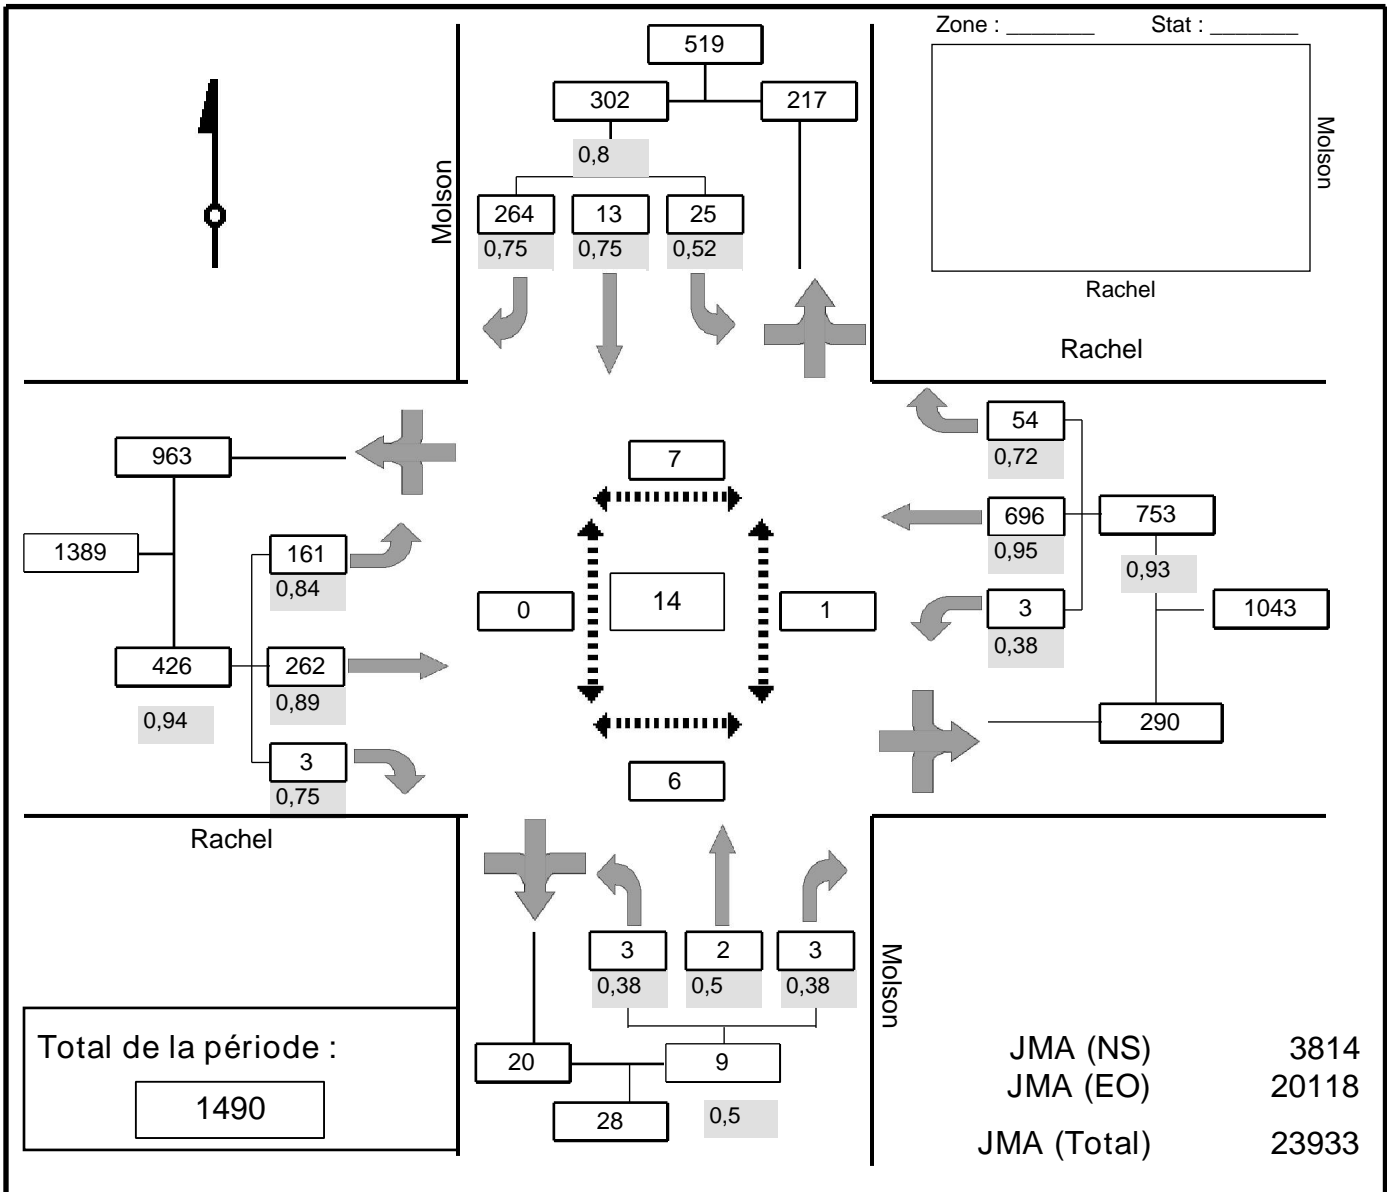 Zone : _______ Stat : _______
519
302
217
0,8
Molson
Molson
264 13 25
0,75 0,75 0,52
Rachel
Rachel
54
0,72
963
7
696
753
0,95
0,93
1389
161
0,84
0
14
1
3
1043
0,38
426
262
0,89
0,94
290
3
0,75
6
Rachel
3 2 3
0,38 0,5 0,38
Molson
Total de la période :
1490
20
9
28
0,5
JMA (NS) 3814
JMA (EO) 20118
JMA (Total) 23933